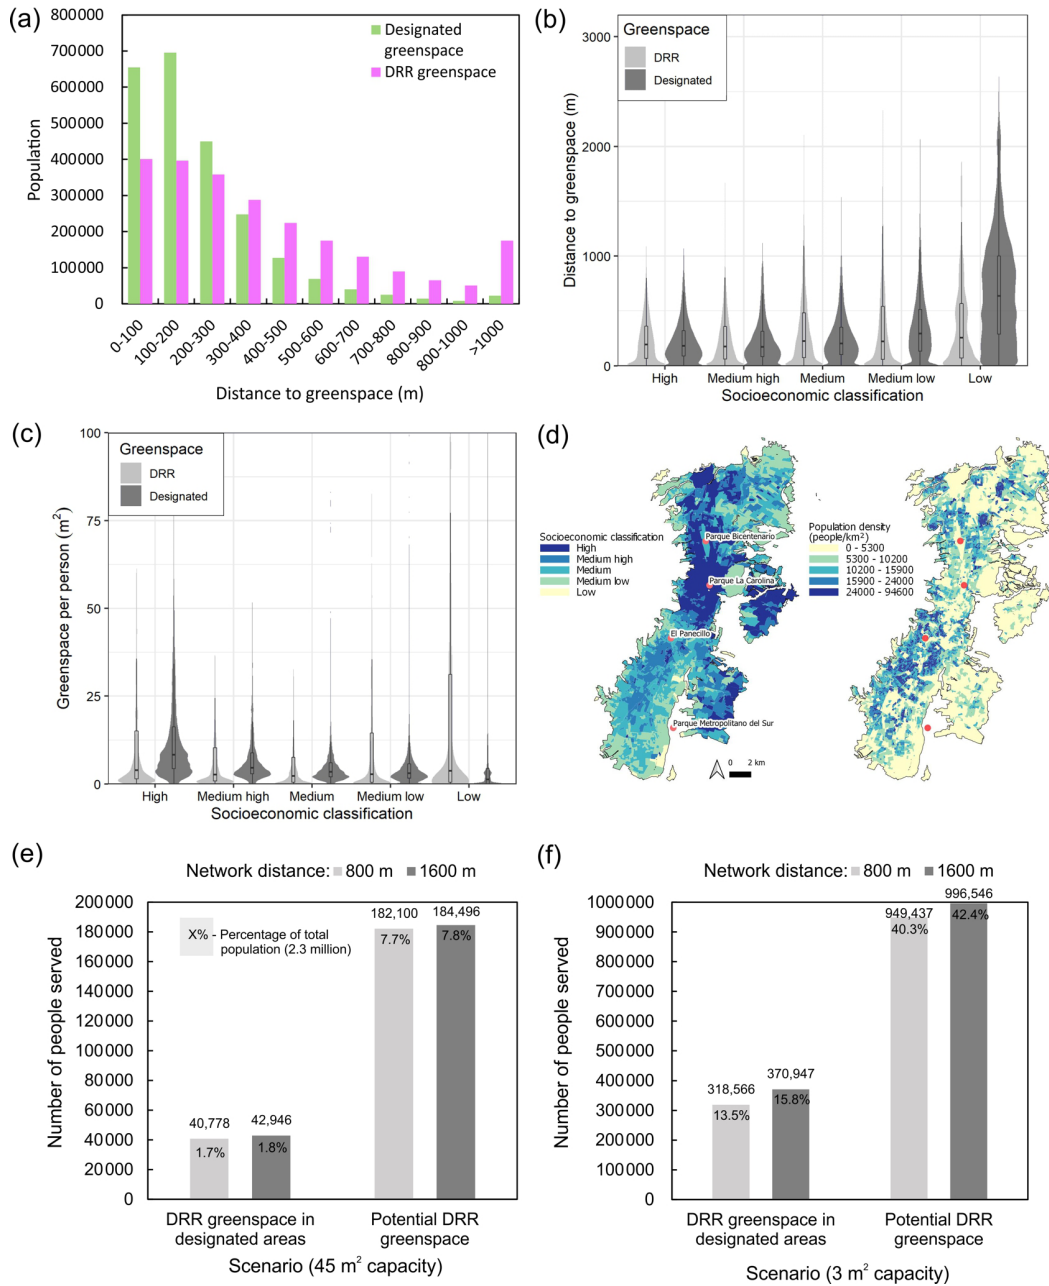 (a)
800000
700000
600000
500000
400000
300000
200000
100000
0
Population
Designated
greenspace
DRR greenspace
0-100
100-200
200-300
300-400
400-500
500-600
600-700
700-800
800-900
800-1000
>1000
Distance to greenspace (m)
(b)
Greenspace
DRR
Designated
3000
2000
1000
0
Distance to greenspace (m)
High
Medium high
Medium
Medium low
Low
Socioeconomic classification
(c)
Greenspace
DRR
Designated
100
75
50
25
0
Greenspace per person (m²)
High
Medium high
Medium
Medium low
Low
Socioeconomic classification
(d)
Socioeconomic classification
High
Medium high
Medium
Medium low
Low
Parque Bicentenario
Parque La Carolina
El Panecillo
Parque Metropolitano del Sur
0 2 km
Population density
(people/km²)
0 - 5300
5300 - 10200
10200 - 15900
15900 - 24000
24000 - 94600
(e)
Network distance: 800 m 1600 m
200000
180000
160000
140000
120000
100000
80000
60000
40000
20000
0
Number of people served
X% - Percentage of total
population (2.3 million)
40,778
1.7%
42,946
1.8%
182,100
7.7%
184,496
7.8%
DRR greenspace in
designated areas
Potential DRR
greenspace
Scenario (45 m² capacity)
(f)
Network distance: 800 m 1600 m
1000000
900000
800000
700000
600000
500000
400000
300000
200000
100000
0
Number of people served
318,566
13.5%
370,947
15.8%
949,437
40.3%
996,546
42.4%
DRR greenspace in
designated areas
Potential DRR
greenspace
Scenario (3 m² capacity)